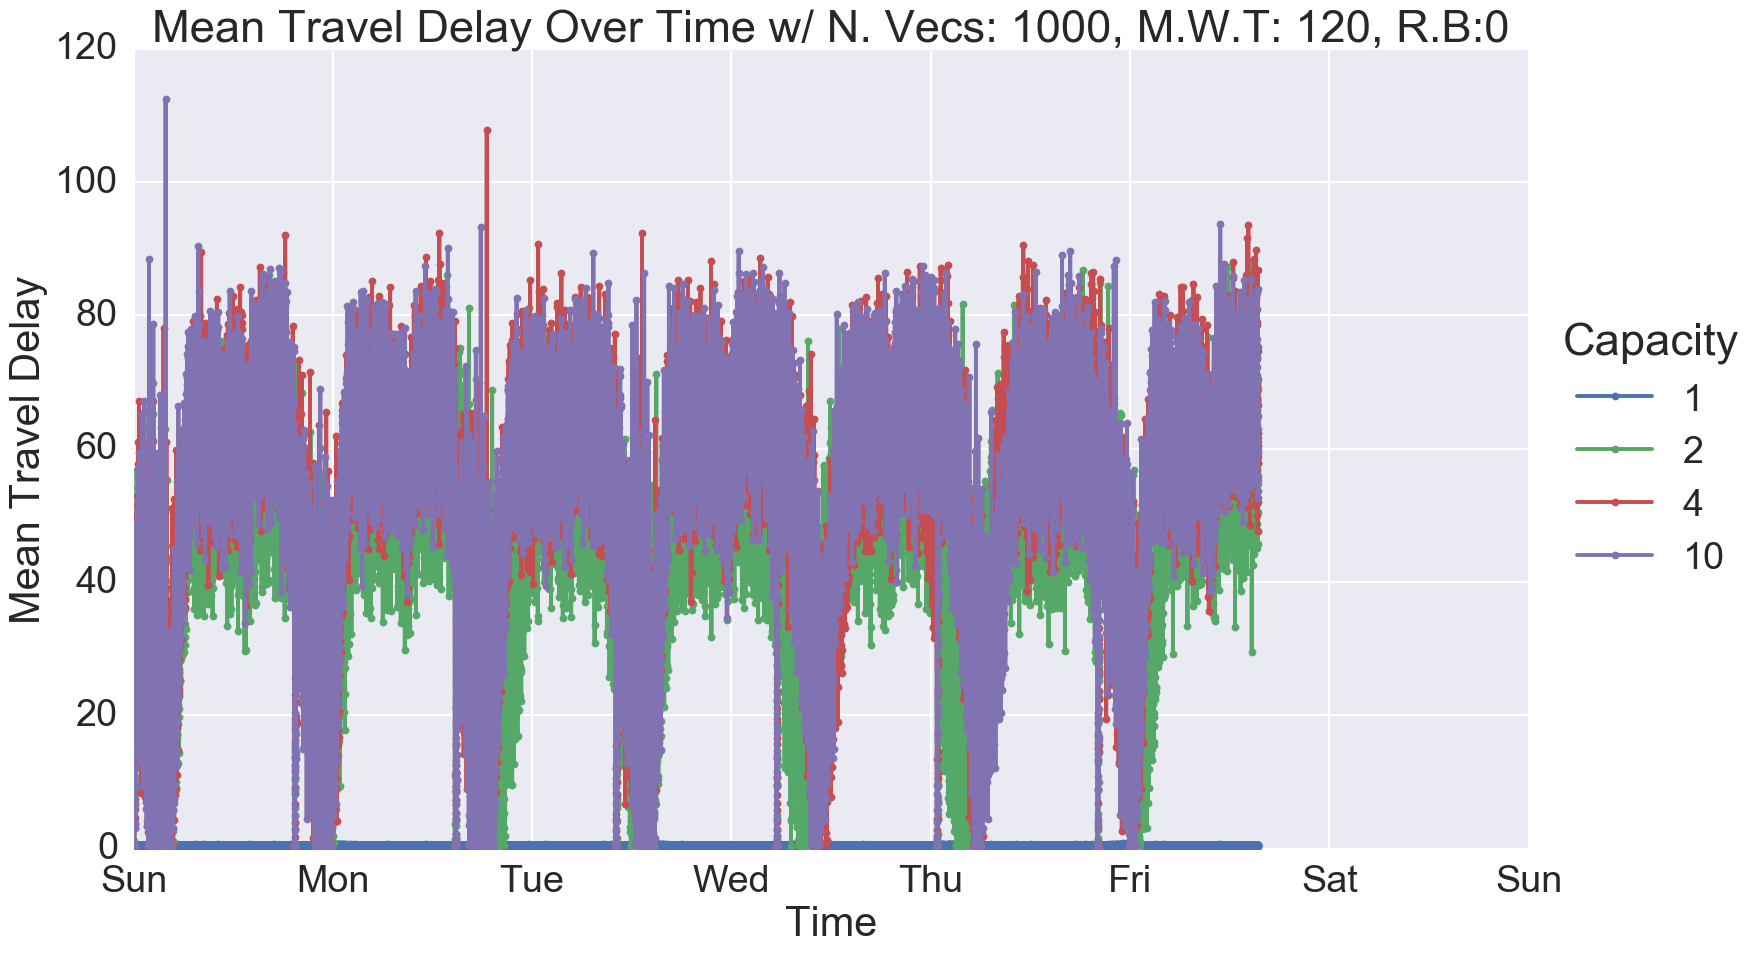 Mean Travel Delay Over Time w/ N. Vecs: 1000, M.W.T: 120, R.B:0
120
100
80
60
40
20
0
Mean Travel Delay
Sun Mon Tue Wed Thu Fri Sat Sun
Time
Capacity
1
2
4
10